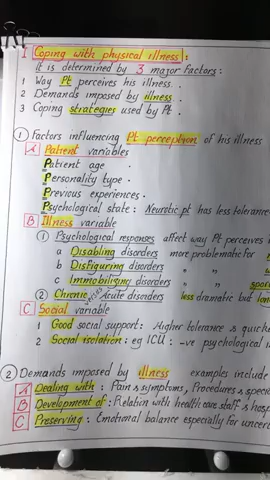 I Coping with physical illness :
it is determined by 3 major factors :
1 Way Pt perceives his illness .
2 Demands imposed by illness .
3 Coping strategies used by Pt .
① Factors influencing Pt perception of his illness
A Patient variables
Patient age
Personality type .
Previous experiences .
Psychological state : Neurotic pt has less tolerance
B Illness variable
① Psychological responses affect way Pt perceives
a Disabling disorders more problematic for
b Disfiguring disorders " "
c Immobilizing disorders " "
② Chronic Acute disorders less dramatic but
C Social variable
1 Good social support : Higher tolerance &
2 Social isolation : eg ICU : -ve psychological
② Demands imposed by illness examples include
A Dealing with : Pain & symptoms , Procedures &
B Development of : Relation with health care staff &
C Preserving : Emotional balance especially for